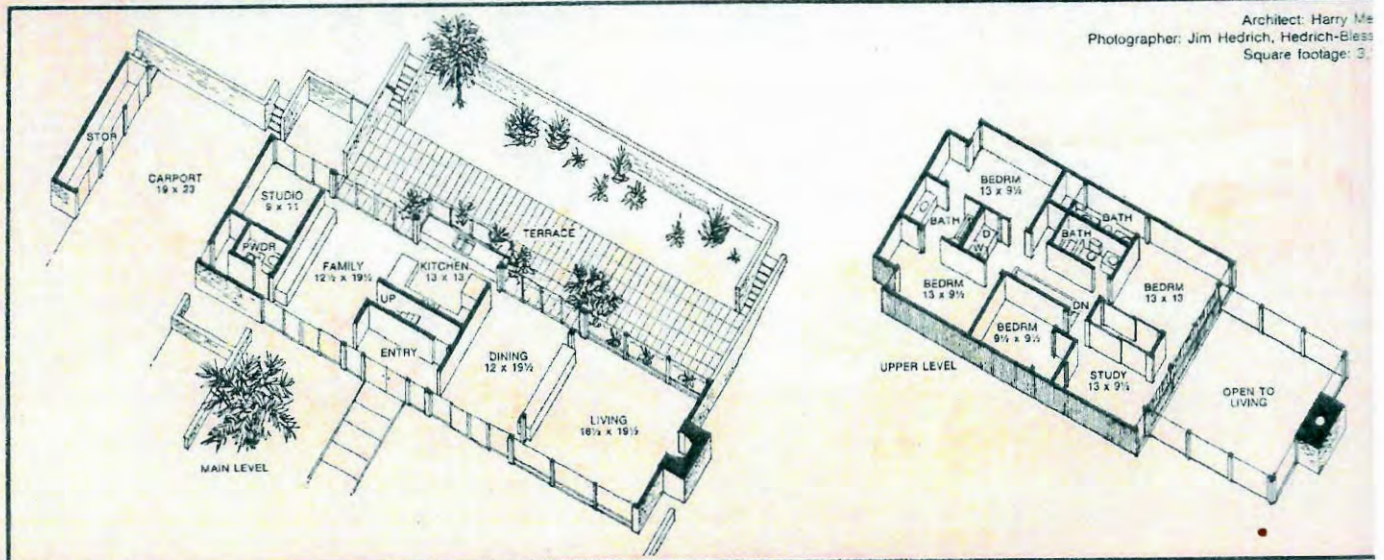 Architect: Harry
Photographer: Jim Hedrich,
Square footage: 3,
STOR
CARPORT
19 x 23
STUDIO
9 x 11
PWDR
FAMILY
12½ x 19½
KITCHEN
13 x 13
UP
ENTRY
TERRACE
DINING
12 x 19½
LIVING
16½ x 19½
MAIN LEVEL
BEDRM
13 x 9½
BATH
D
W
BATH
BATH
BEDRM
13 x 9½
DN
BEDRM
13 x 13
BEDRM
9½ x 9½
STUDY
13 x 9½
UPPER LEVEL
OPEN TO
LIVING